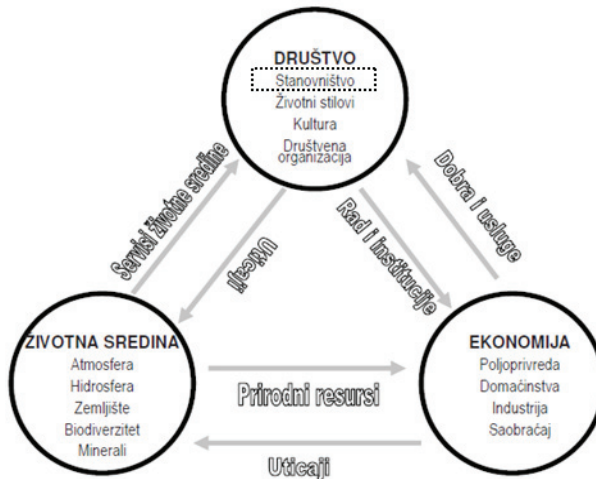 DRUŠTVO
Stanovništvo
Životni stilovi
Kultura
Društvena
organizacija
Servisi životne sredine
Uticaji
Rad i institucije
Dobra i usluge
ŽIVOTNA SREDINA
Atmosfera
Hidrosfera
Zemljište
Biodiverzitet
Minerali
Prirodni resursi
Uticaji
EKONOMIJA
Poljoprivreda
Domaćinstva
Industrija
Saobraćaj